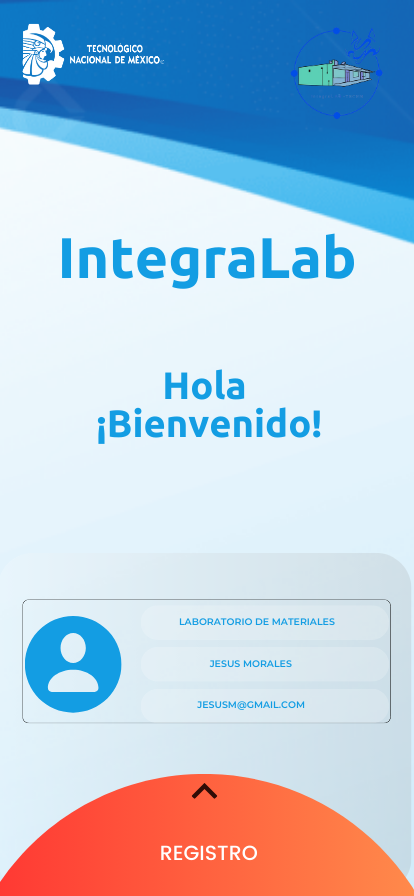 TECNOLÓGICO
NACIONAL DE MÉXICO
IntegraLab
Hola
¡Bienvenido!
LABORATORIO DE MATERIALES
JESUS MORALES
JESUSM@GMAIL.COM
REGISTRO